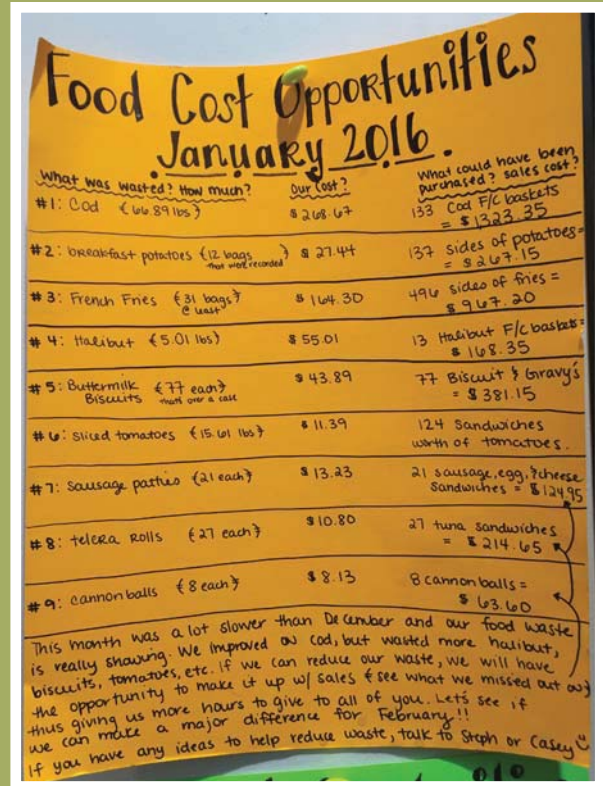 Food Cost Opportunities
January 2016.
What was wasted? How much? Our Cost? What could have been purchased? sales cost?
#1: Cod {66.89 lbs} $268.67 133 Cod F/C baskets
= $1323.35
#2: breakfast potatoes {12 bags that were recorded} $27.44 137 sides of potatoes =
= $267.15
#3: French Fries {31 bags} @ least $164.30 496 sides of fries =
$967.20
#4: Halibut {5.01 lbs} $55.01 13 Halibut F/C baskets=
$168.35
#5: Buttermilk {77 each} $43.89 77 Biscuit & Gravy's
Biscuits that's over a case = $381.15
#6: sliced tomatoes {15.61 lbs} $11.39 124 sandwiches
worth of tomatoes.
#7: sausage patties {21 each} $13.23 21 sausage, egg, & cheese
sandwiches = $124.95
#8: telera rolls {27 each} $10.80 27 tuna sandwiches
= $214.65
#9: cannonballs {8 each} $8.13 8 cannonballs =
$63.60
This month was a lot slower than December and our food waste
is really showing. We improved on cod, but wasted more halibut,
biscuits, tomatoes, etc. If we can reduce our waste, we will have
the opportunity to make it up w/ sales {see what we missed out on}
thus giving us more hours to give to all of you. Let's see if
we can make a major difference for February!!
If you have any ideas to help reduce waste, talk to Steph or Casey